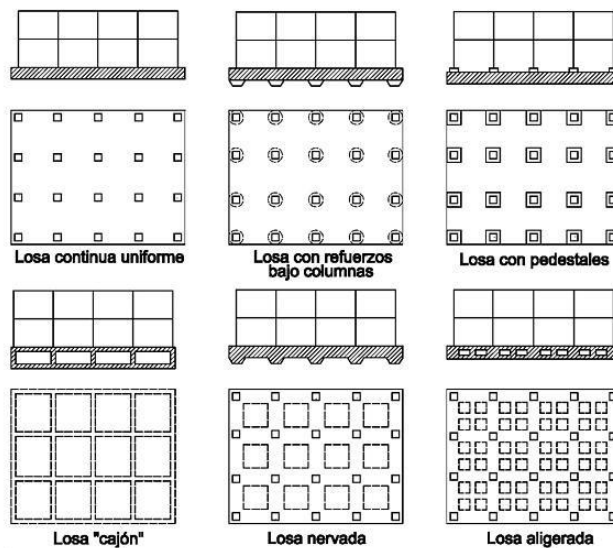 Losa continua uniforme
Losa con refuerzos
bajo columnas
Losa con pedestales
Losa "cajón"
Losa nervada
Losa aligerada